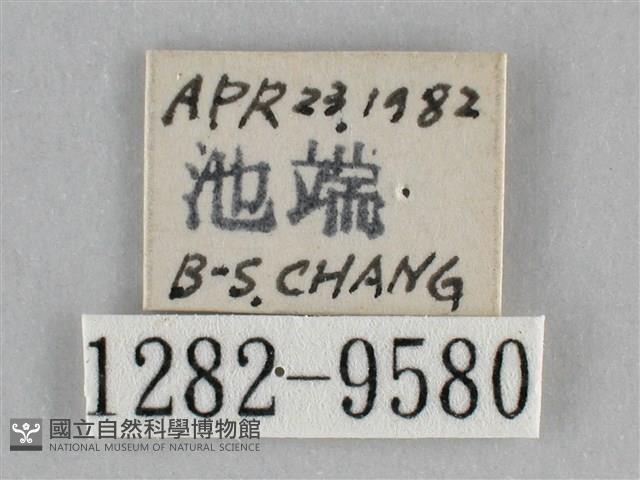 APR 23. 1982
池端
B-S. CHANG
1282-9580
國立自然科學博物館
NATIONAL MUSEUM OF NATURAL SCIENCE